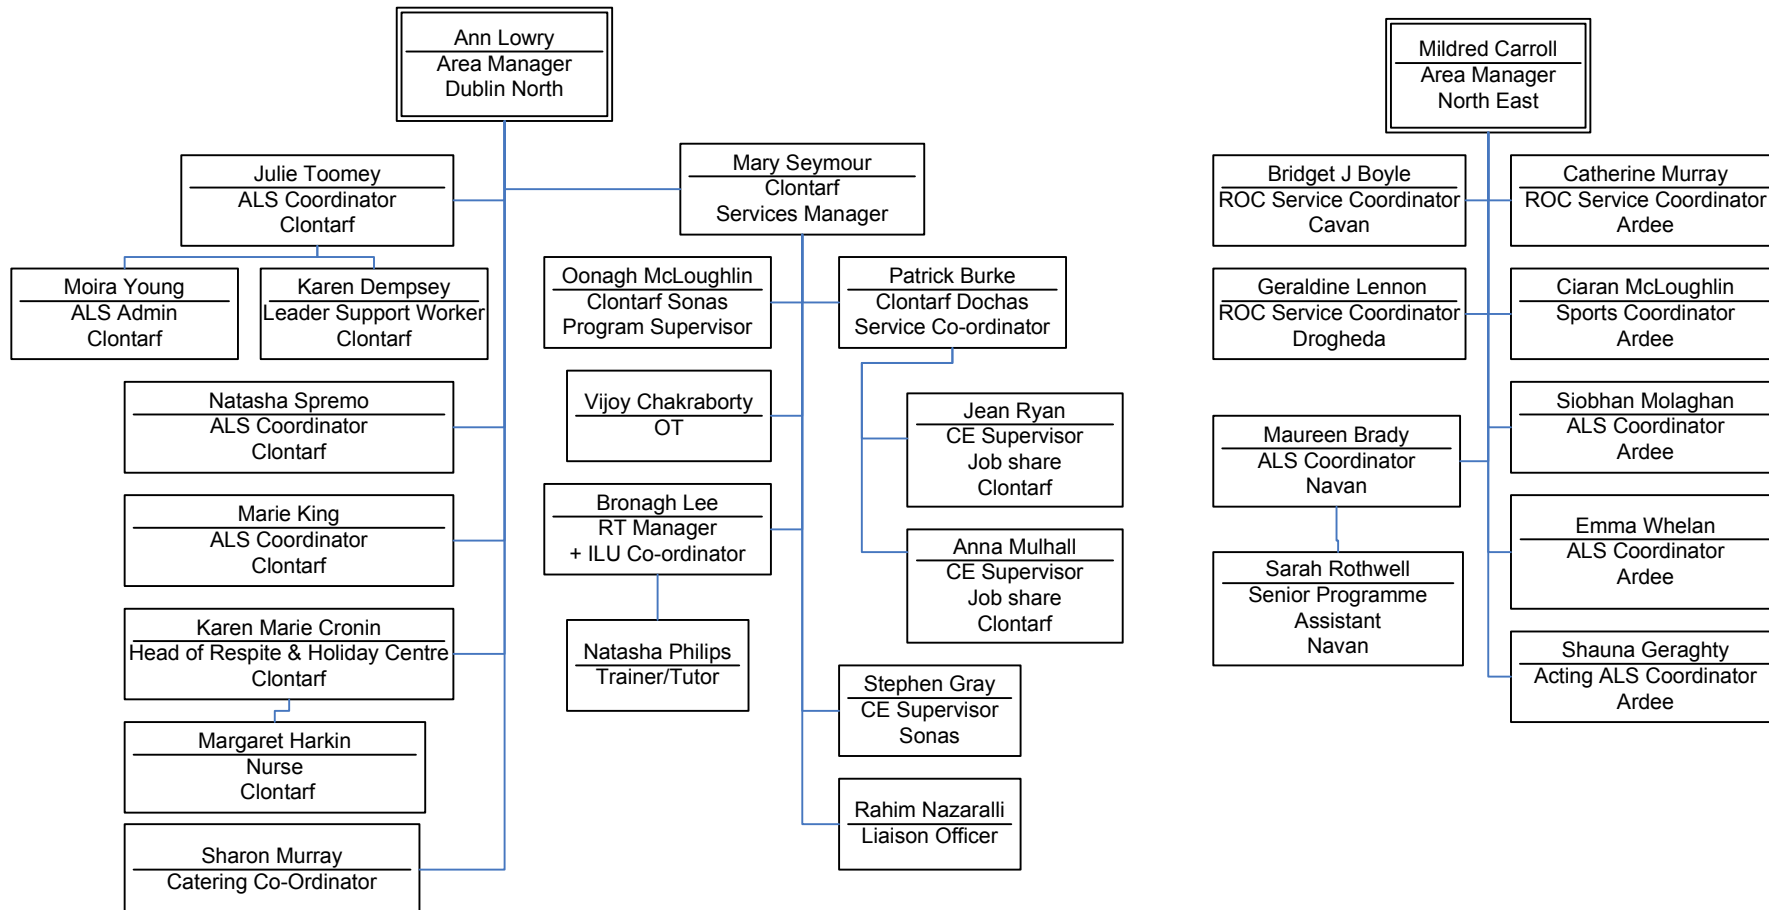 Ann Lowry
Area Manager
Dublin North
Julie Toomey
ALS Coordinator
Clontarf
Moira Young
ALS Admin
Clontarf
Karen Dempsey
Leader Support Worker
Clontarf
Natasha Spremo
ALS Coordinator
Clontarf
Marie King
ALS Coordinator
Clontarf
Karen Marie Cronin
Head of Respite & Holiday Centre
Clontarf
Margaret Harkin
Nurse
Clontarf
Sharon Murray
Catering Co-Ordinator
Mary Seymour
Clontarf
Services Manager
Oonagh McLoughlin
Clontarf Sonas
Program Supervisor
Patrick Burke
Clontarf Dochas
Service Co-ordinator
Vijoy Chakraborty
OT
Jean Ryan
CE Supervisor
Job share
Clontarf
Bronagh Lee
RT Manager
+ ILU Co-ordinator
Anna Mulhall
CE Supervisor
Job share
Clontarf
Natasha Philips
Trainer/Tutor
Stephen Gray
CE Supervisor
Sonas
Rahim Nazaralli
Liaison Officer
Mildred Carroll
Area Manager
North East
Bridget J Boyle
ROC Service Coordinator
Cavan
Catherine Murray
ROC Service Coordinator
Ardee
Geraldine Lennon
ROC Service Coordinator
Drogheda
Ciaran McLoughlin
Sports Coordinator
Ardee
Siobhan Molaghan
ALS Coordinator
Ardee
Maureen Brady
ALS Coordinator
Navan
Emma Whelan
ALS Coordinator
Ardee
Sarah Rothwell
Senior Programme
Assistant
Navan
Shauna Geraghty
Acting ALS Coordinator
Ardee